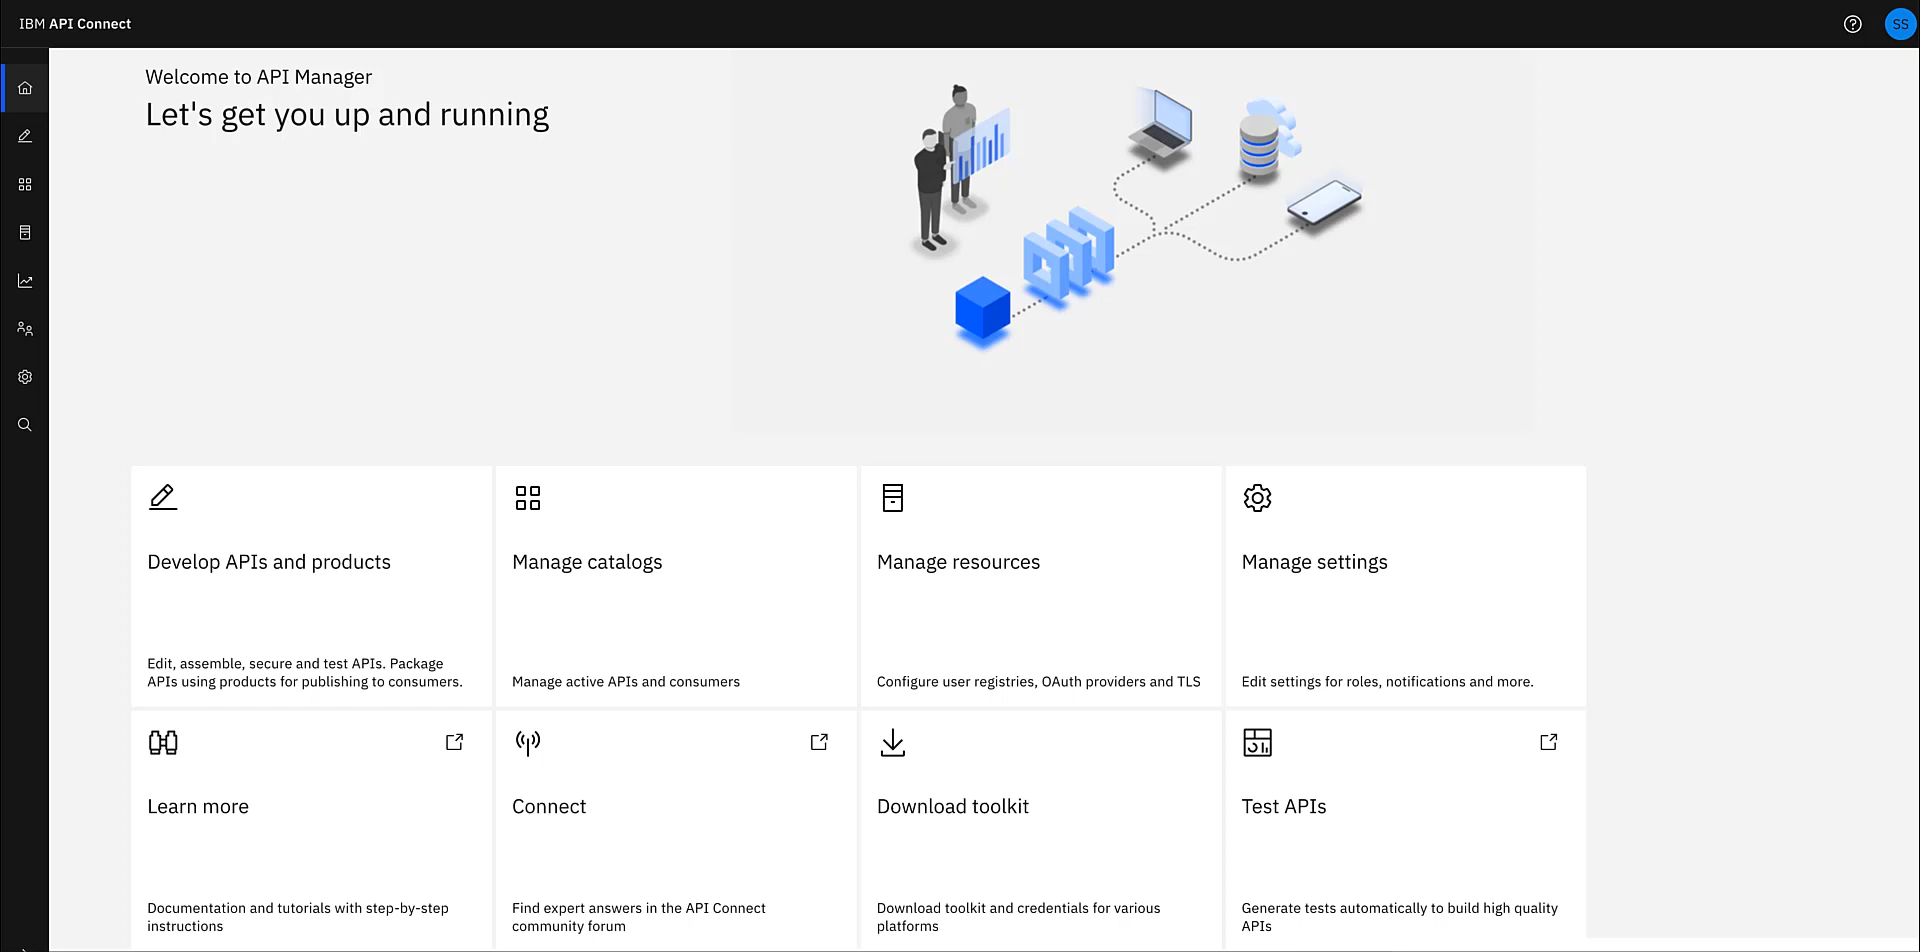 IBM API Connect
SS
Welcome to API Manager
Let's get you up and running
Develop APIs and products
Edit, assemble, secure and test APIs. Package
APIs using products for publishing to consumers.
Manage catalogs
Manage active APIs and consumers
Manage resources
Configure user registries, OAuth providers and TLS
Manage settings
Edit settings for roles, notifications and more.
Learn more
Documentation and tutorials with step-by-step
instructions
Connect
Find expert answers in the API Connect
community forum
Download toolkit
Download toolkit and credentials for various
platforms
Test APIs
Generate tests automatically to build high quality
APIs